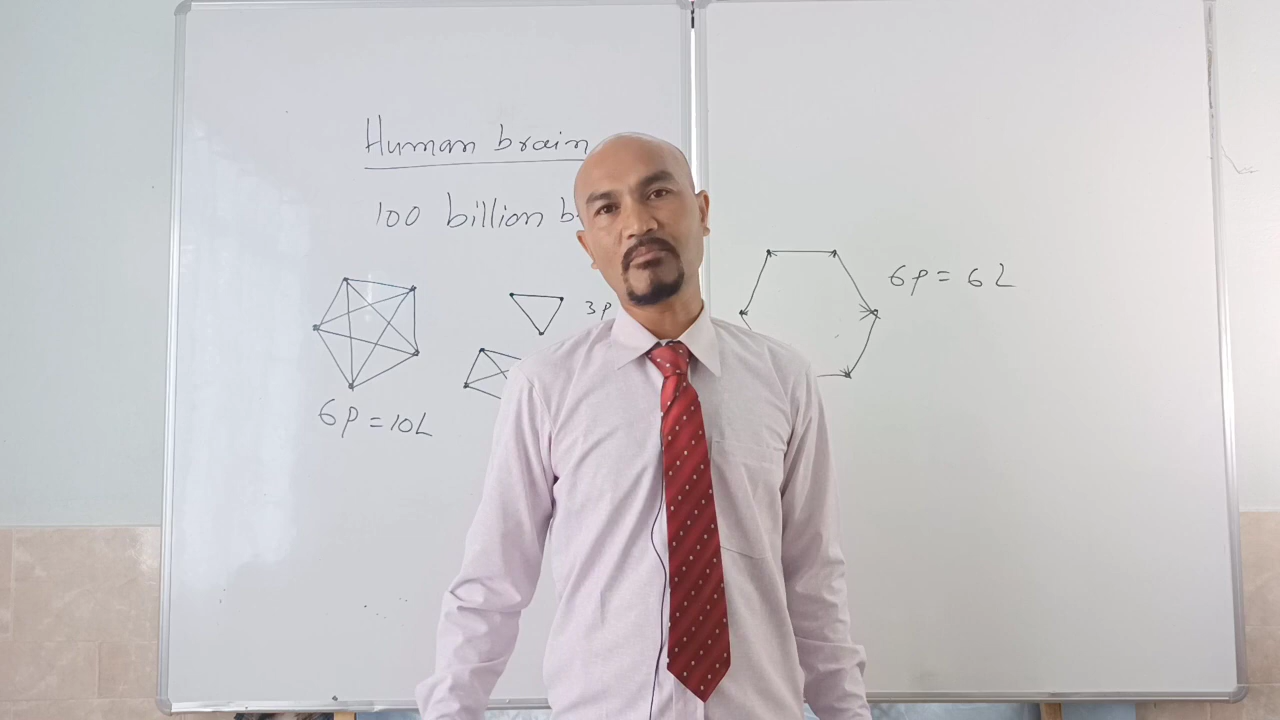 Human brain
100 billion
3P
6P = 10L
6P = 6L